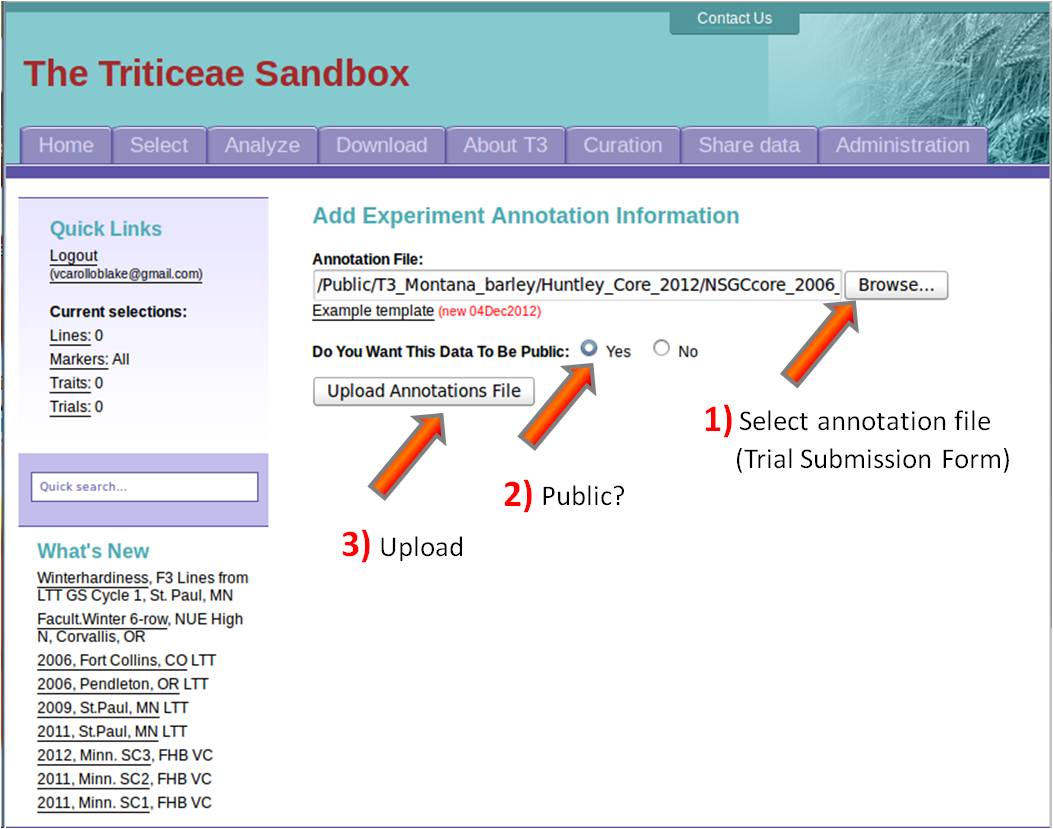 Contact Us
The Triticeae Sandbox
Home Select Analyze Download About T3 Curation Share data Administration
Quick Links
Logout
(vcarolloblake@gmail.com)
Current selections:
Lines: 0
Markers: All
Traits: 0
Trials: 0
Quick search...
What's New
Winterhardiness, F3 Lines from
LTT GS Cycle 1, St. Paul, MN
Facult.Winter 6-row, NUE High
N, Corvallis, OR
2006, Fort Collins, CO LTT
2006, Pendleton, OR LTT
2009, St.Paul, MN LTT
2011, St.Paul, MN LTT
2012, Minn. SC3, FHB VC
2011, Minn. SC2, FHB VC
2011, Minn. SC1, FHB VC
Add Experiment Annotation Information
Annotation File:
/Public/T3_Montana_barley/Huntley_Core_2012/NSGCcore_2006_ Browse...
Example template (new 04Dec2012)
Do You Want This Data To Be Public: Yes No
Upload Annotations File
1) Select annotation file
(Trial Submission Form)
2) Public?
3) Upload